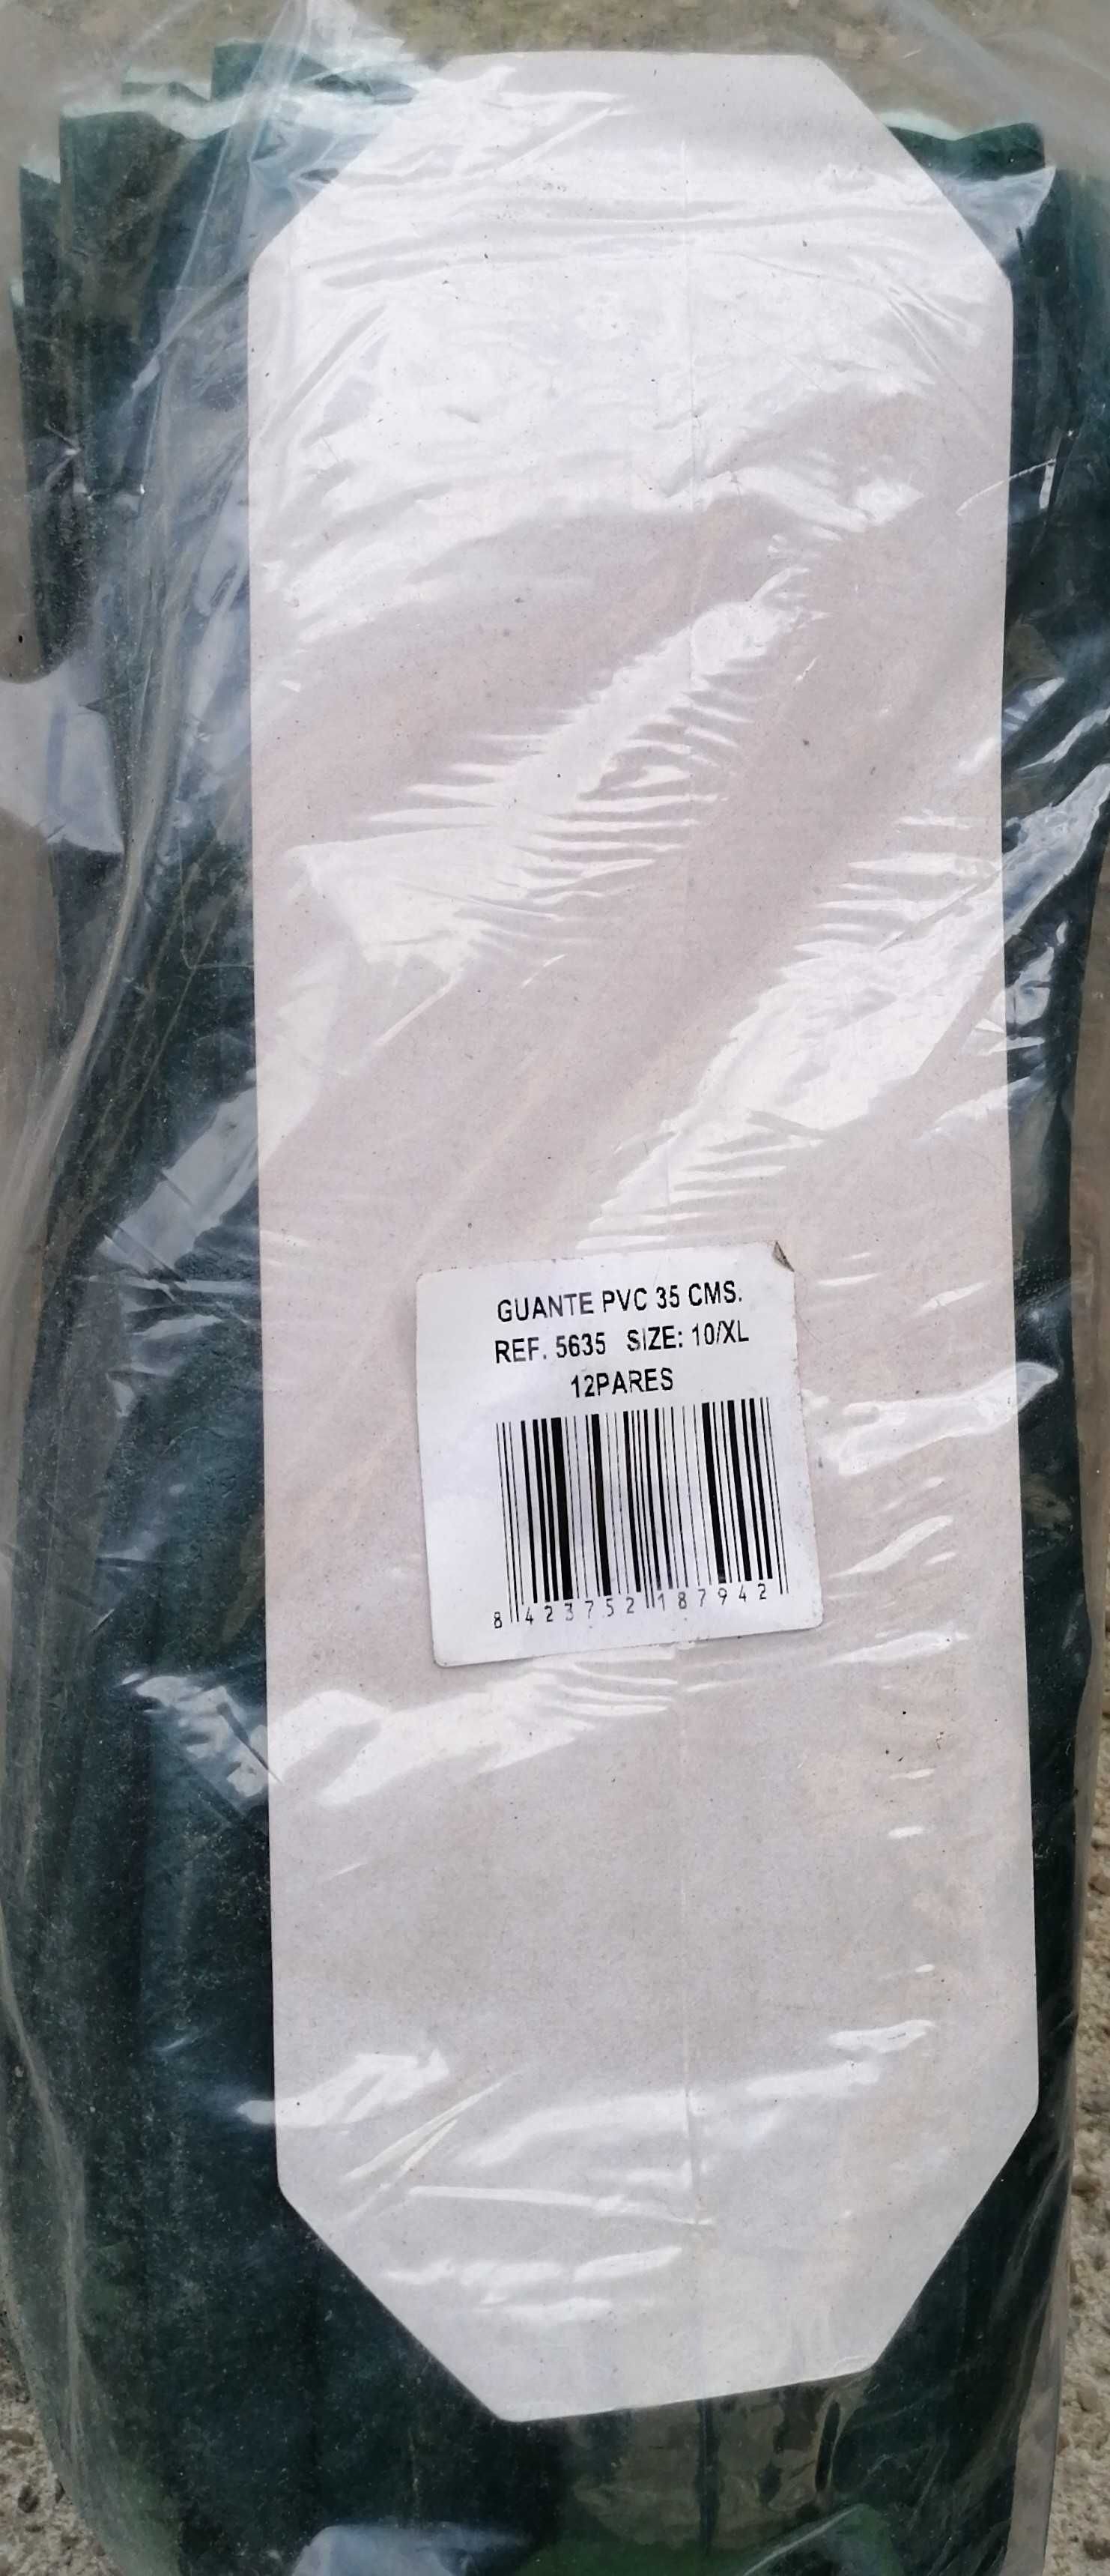 GUANTE PVC 35 CMS.
REF. 5635 SIZE: 10/XL
12PARES
8 423752 187942